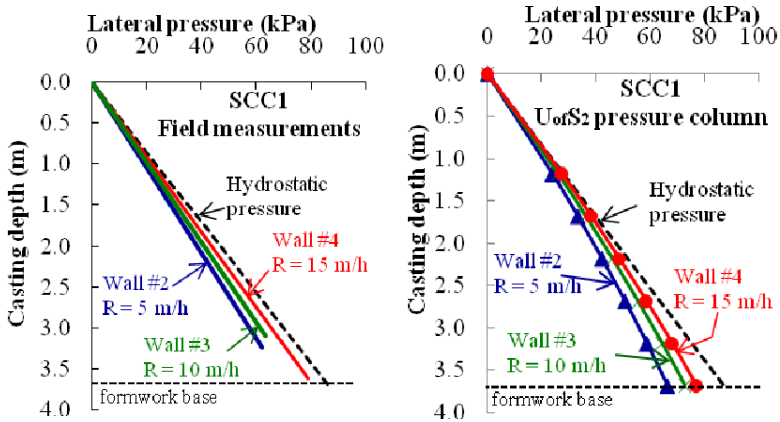 Lateral pressure (kPa)
0 20 40 60 80 100
0.0
0.5
1.0
1.5
2.0
2.5
3.0
3.5
4.0
Casting depth (m)
SCC1
Field measurements
Hydrostatic
pressure
Wall #4
R = 15 m/h
Wall #2
R = 5 m/h
Wall #3
R = 10 m/h
formwork base
Lateral pressure (kPa)
0 20 40 60 80 100
0.0
0.5
1.0
1.5
2.0
2.5
3.0
3.5
4.0
Casting depth (m)
SCC1
UofS2 pressure column
Hydrostatic
pressure
Wall #2
R = 5 m/h
Wall #4
R = 15 m/h
Wall #3
R = 10 m/h
formwork base